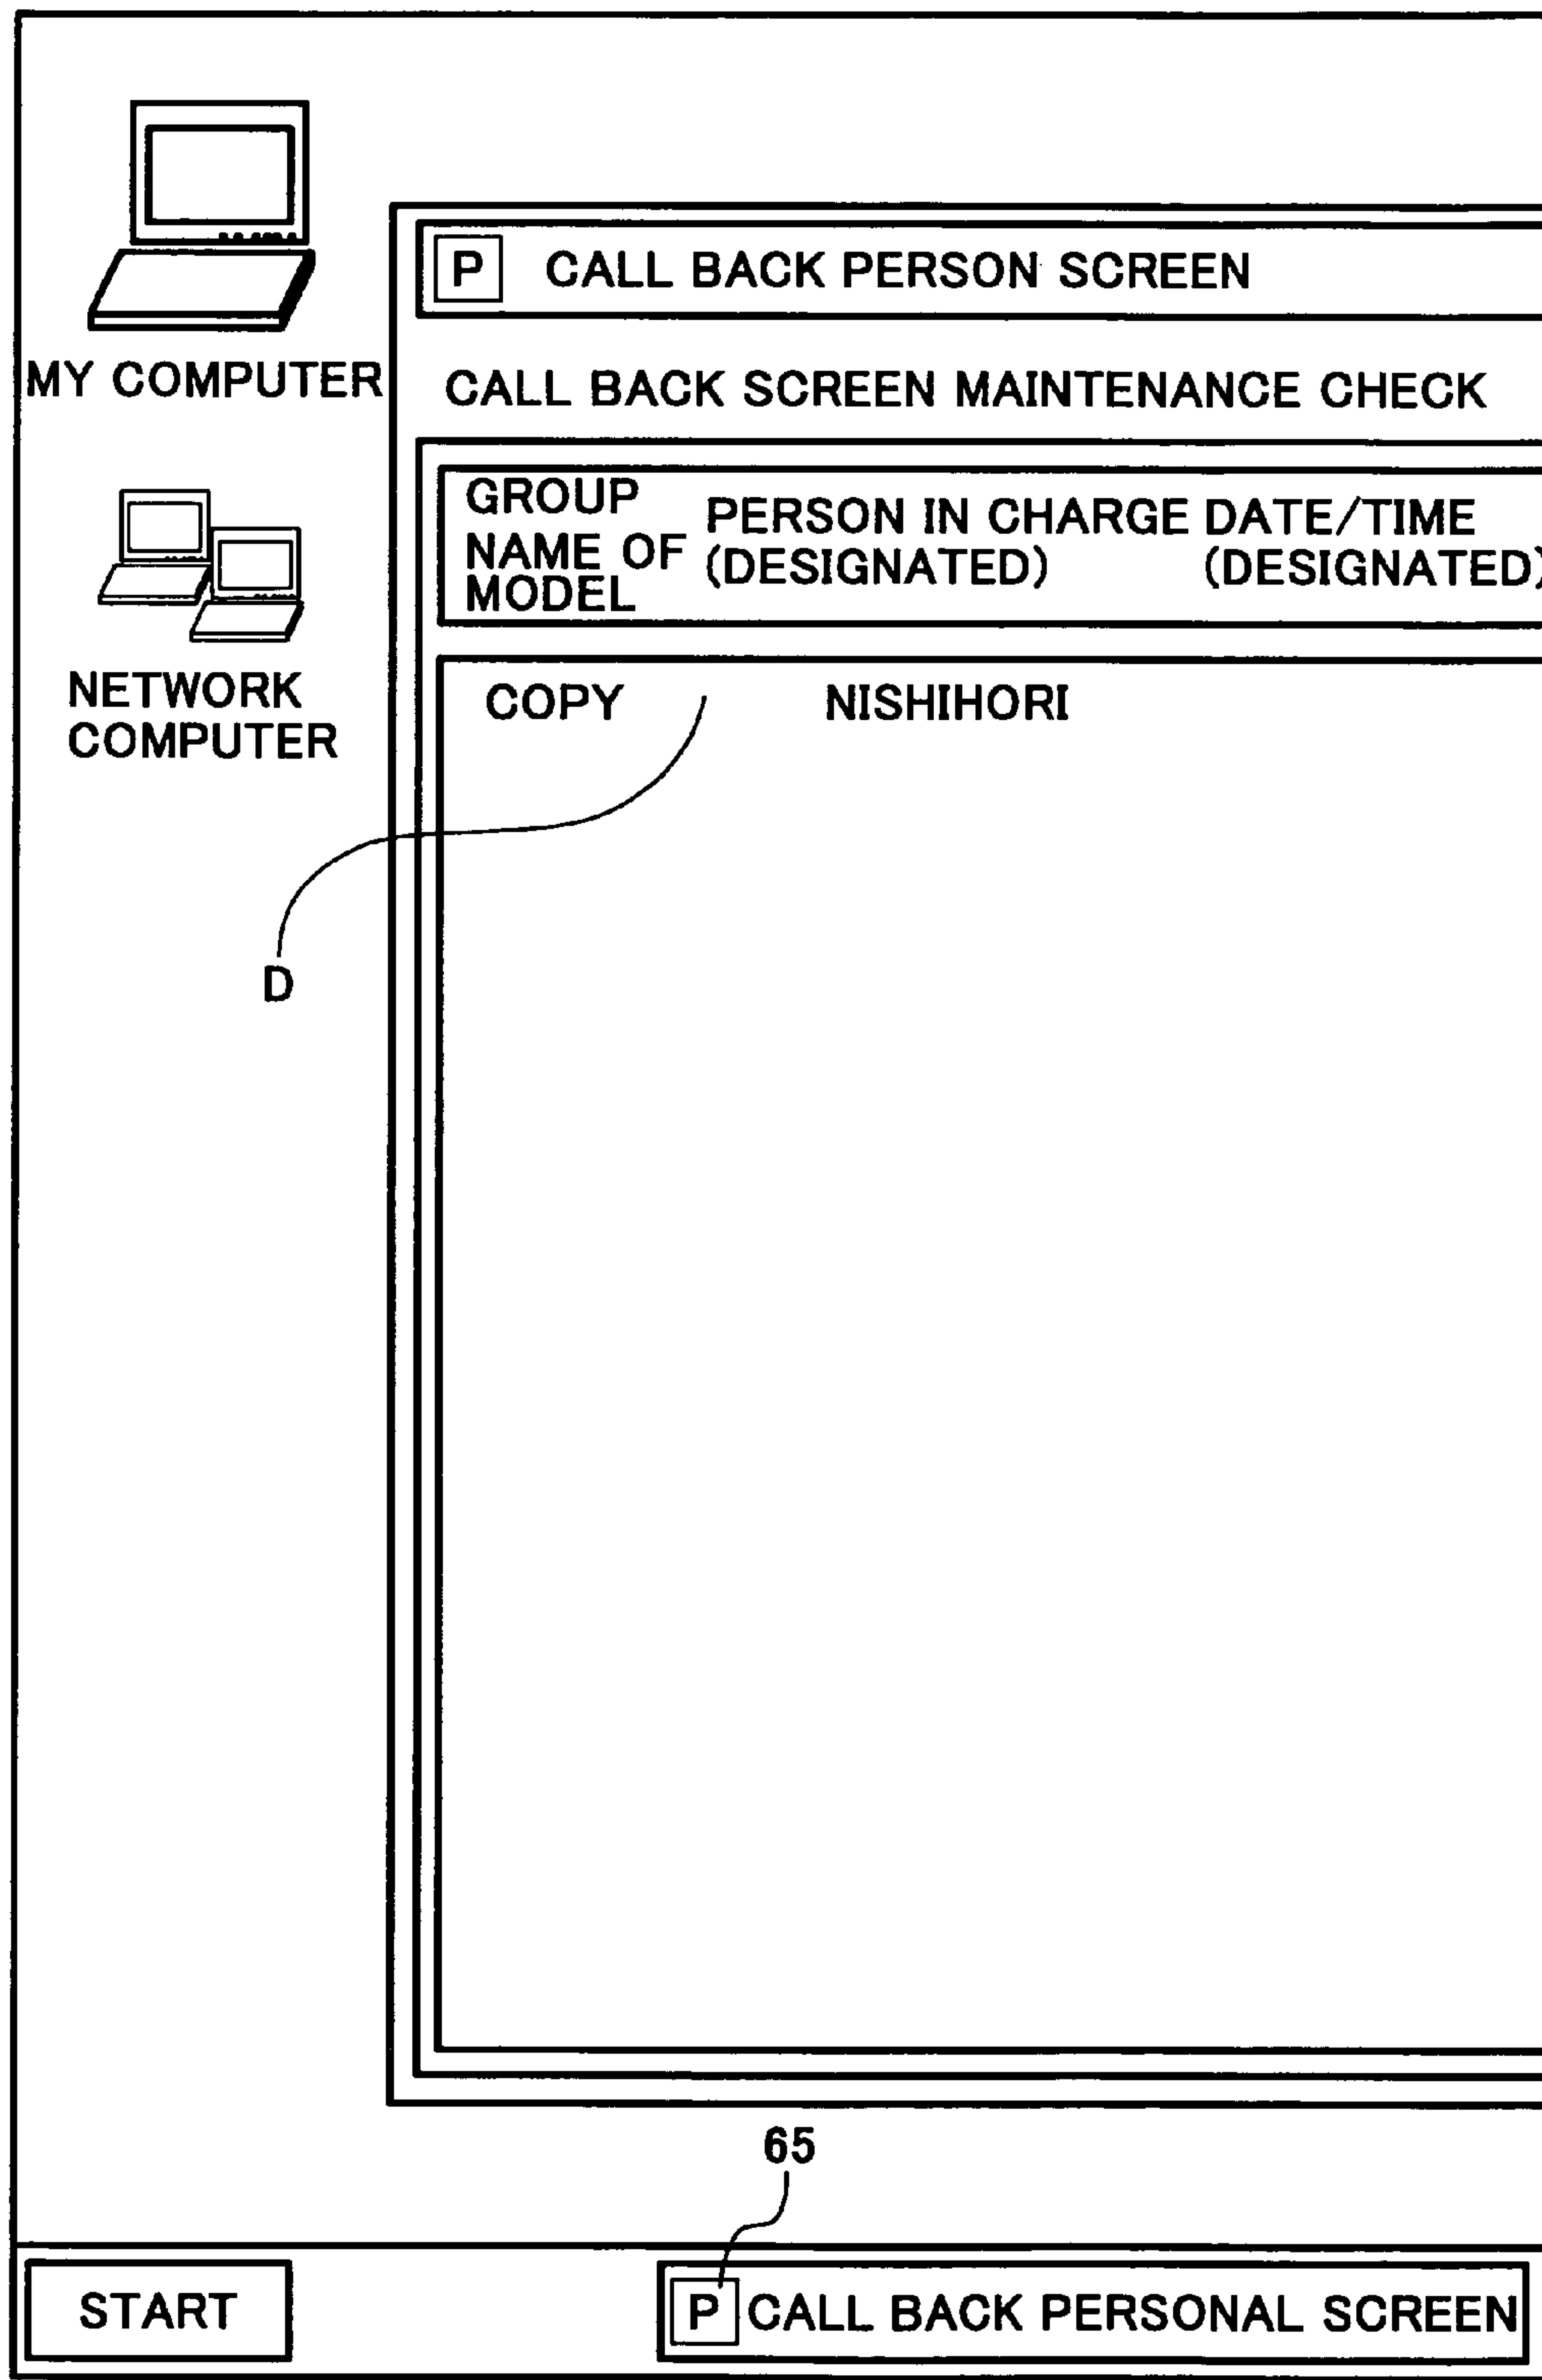 MY COMPUTER
NETWORK
COMPUTER
P CALL BACK PERSON SCREEN
CALL BACK SCREEN MAINTENANCE CHECK
GROUP
NAME OF
MODEL
PERSON IN CHARGE
(DESIGNATED)
DATE/TIME
(DESIGNATED)
COPY NISHIHORI
D
65
START
P CALL BACK PERSONAL SCREEN